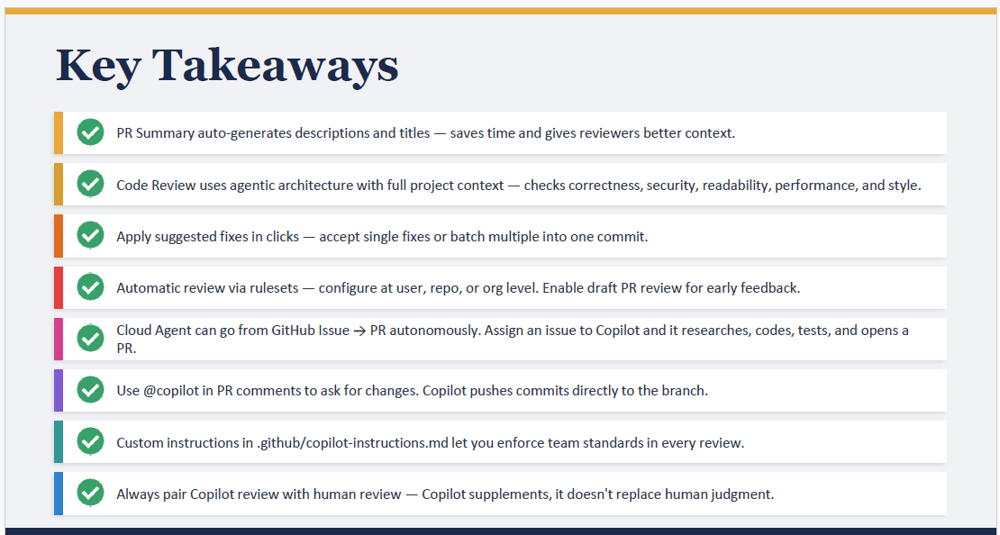 Key Takeaways
PR Summary auto-generates descriptions and titles — saves time and gives reviewers better context.
Code Review uses agentic architecture with full project context — checks correctness, security, readability, performance, and style.
Apply suggested fixes in clicks — accept single fixes or batch multiple into one commit.
Automatic review via rulesets — configure at user, repo, or org level. Enable draft PR review for early feedback.
Cloud Agent can go from GitHub Issue → PR autonomously. Assign an issue to Copilot and it researches, codes, tests, and opens a
PR.
Use @copilot in PR comments to ask for changes. Copilot pushes commits directly to the branch.
Custom instructions in .github/copilot-instructions.md let you enforce team standards in every review.
Always pair Copilot review with human review — Copilot supplements, it doesn't replace human judgment.